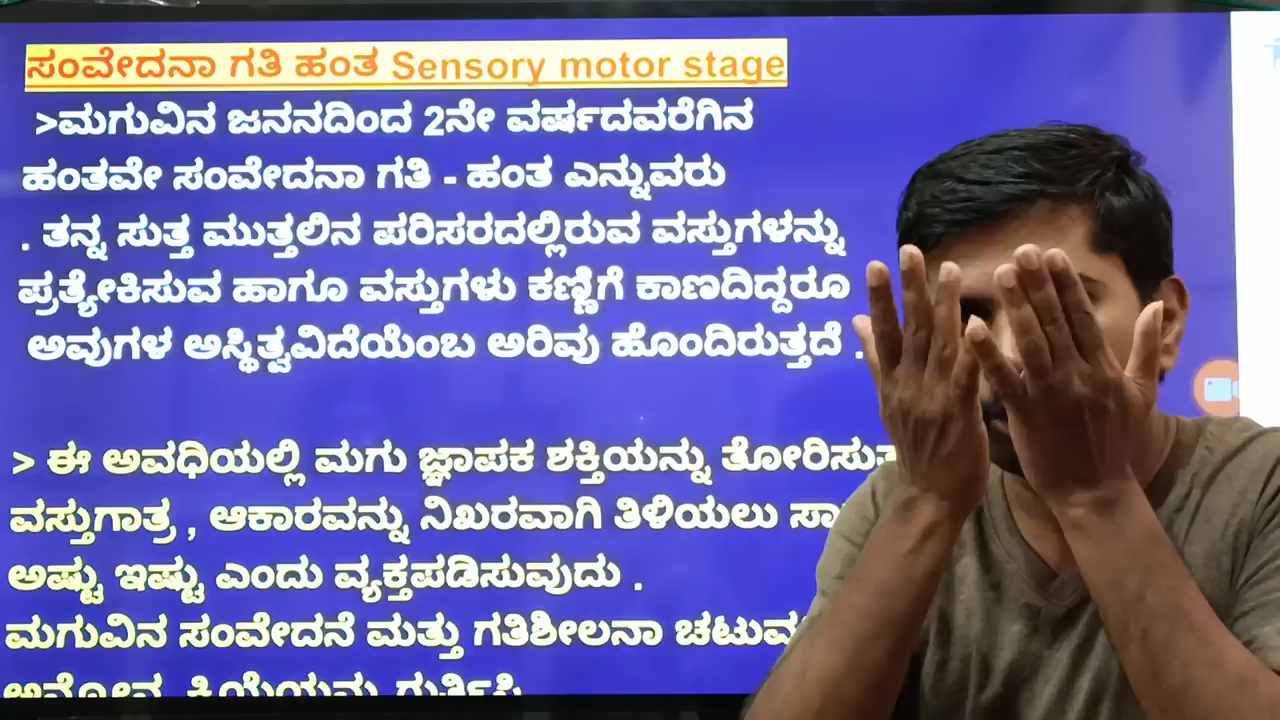 ಸಂವೇದನಾ ಗತಿ ಹಂತ Sensory motor stage
>ಮಗುವಿನ ಜನನದಿಂದ 2ನೇ ವರ್ಷದವರೆಗಿನ
ಹಂತವೇ ಸಂವೇದನಾ ಗತಿ - ಹಂತ ಎನ್ನುವರು
. ತನ್ನ ಸುತ್ತ ಮುತ್ತಲಿನ ಪರಿಸರದಲ್ಲಿರುವ ವಸ್ತುಗಳನ್ನು
ಪ್ರತ್ಯೇಕಿಸುವ ಹಾಗೂ ವಸ್ತುಗಳು ಕಣ್ಣಿಗೆ ಕಾಣದಿದ್ದರೂ
ಅವುಗಳ ಅಸ್ಥಿತ್ವವಿದೆಯೆಂಬ ಅರಿವು ಹೊಂದಿರುತ್ತದೆ .
> ಈ ಅವಧಿಯಲ್ಲಿ ಮಗು ಜ್ಞಾಪಕ ಶಕ್ತಿಯನ್ನು
ವಸ್ತುಗಾತ್ರ , ಆಕಾರವನ್ನು ನಿಖರವಾಗಿ ತಿಳಿಯಲು
ಅಷ್ಟು ಇಷ್ಟು ಎಂದು ವ್ಯಕ್ತಪಡಿಸುವುದು .
ಮಗುವಿನ ಸಂವೇದನೆ ಮತ್ತು ಗತಿಶೀಲನಾ